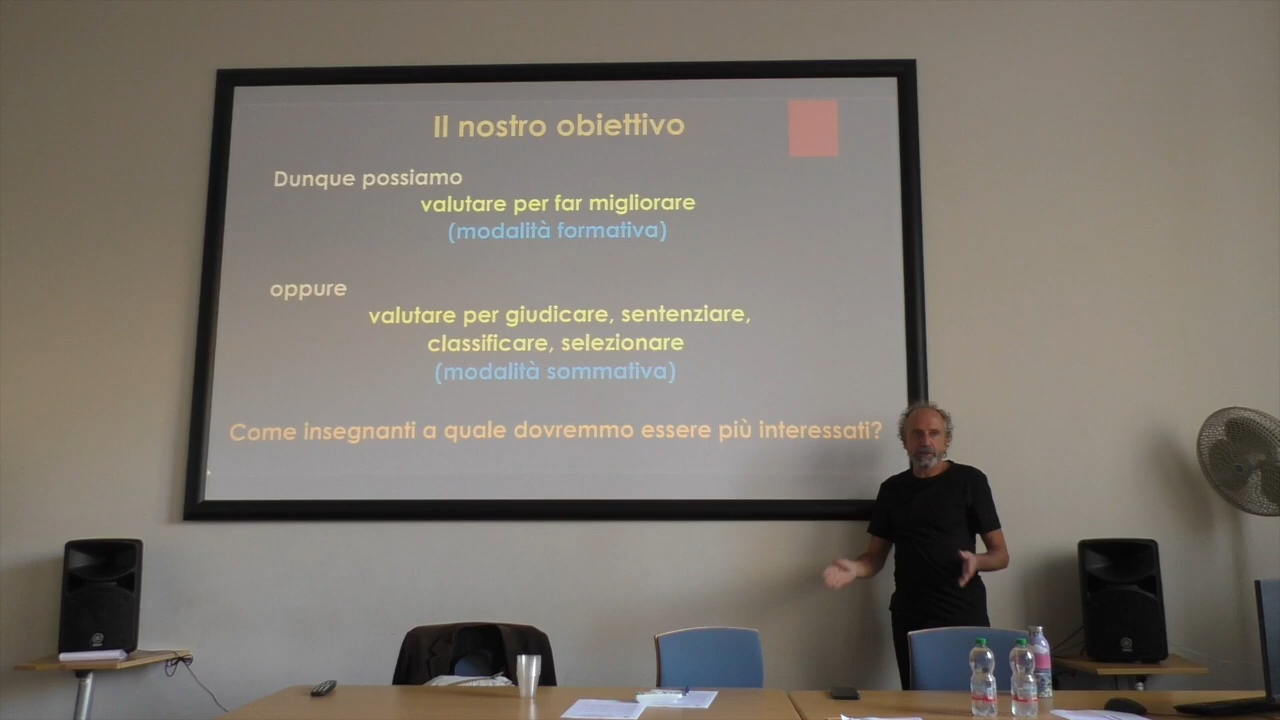 Il nostro obiettivo
Dunque possiamo
valutare per far migliorare
(modalità formativa)
oppure
valutare per giudicare, sentenziare,
classificare, selezionare
(modalità sommativa)
Come insegnanti a quale dovremmo essere più interessati?